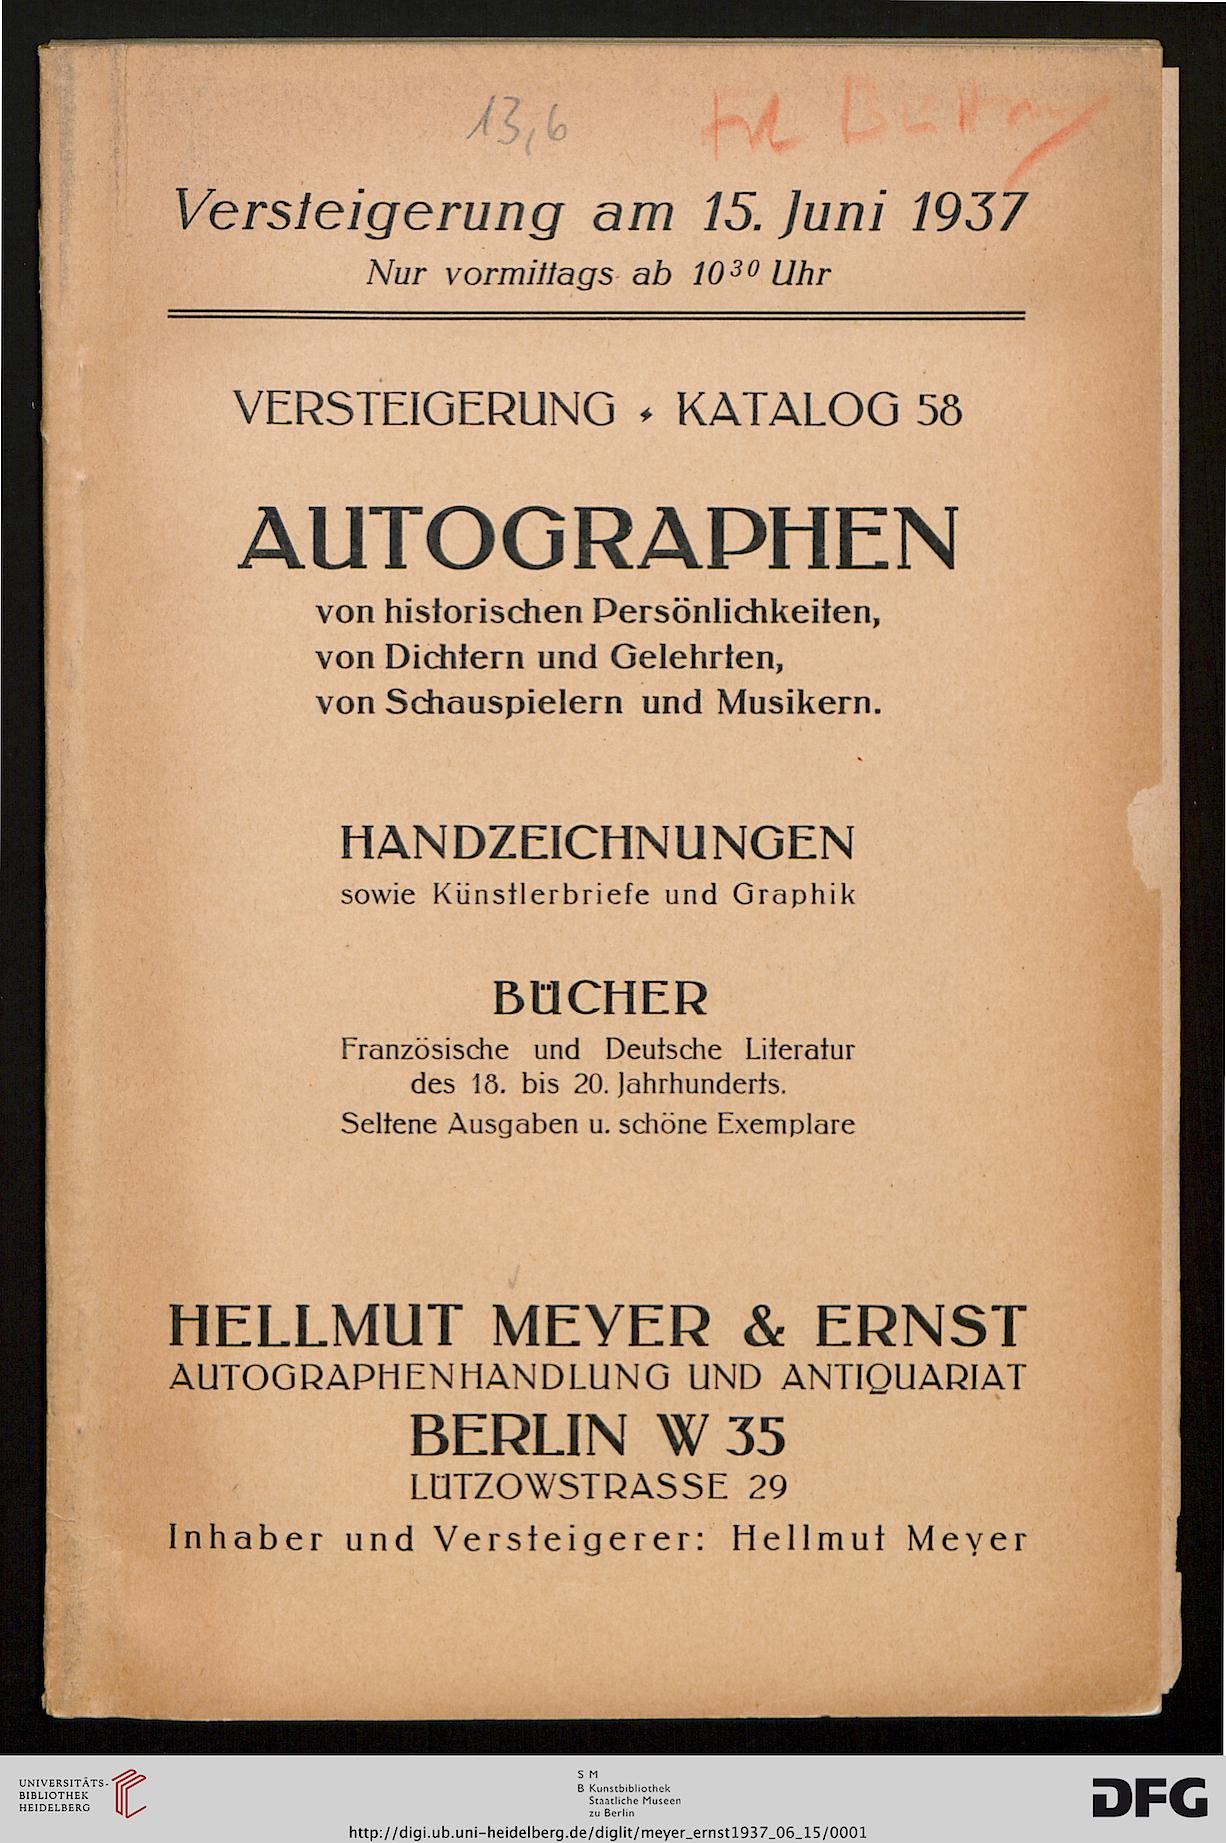 13,6
Versteigerung am 15. Juni 1937
Nur vormittags ab 10³⁰ Uhr
VERSTEIGERUNG KATALOG 58
AUTOGRAPHEN
von historischen Persönlichkeiten,
von Dichtern und Gelehrten,
von Schauspielern und Musikern.
HANDZEICHNUNGEN
sowie Künstlerbriefe und Graphik
BÜCHER
Französische und Deutsche Literatur
des 18. bis 20. Jahrhunderts.
Seltene Ausgaben u. schöne Exemplare
HELLMUT MEYER & ERNST
AUTOGRAPHENHANDLUNG UND ANTIQUARIAT
BERLIN W 35
LÜTZOWSTRASSE 29
Inhaber und Versteigerer: Hellmut Meyer
UNIVERSITÄTS-
BIBLIOTHEK
HEIDELBERG
S M
B Kunstbibliothek
Staatliche Museen
zu Berlin
DFG
http://digi.ub.uni-heidelberg.de/diglit/meyer_ernst1937_06_15/0001